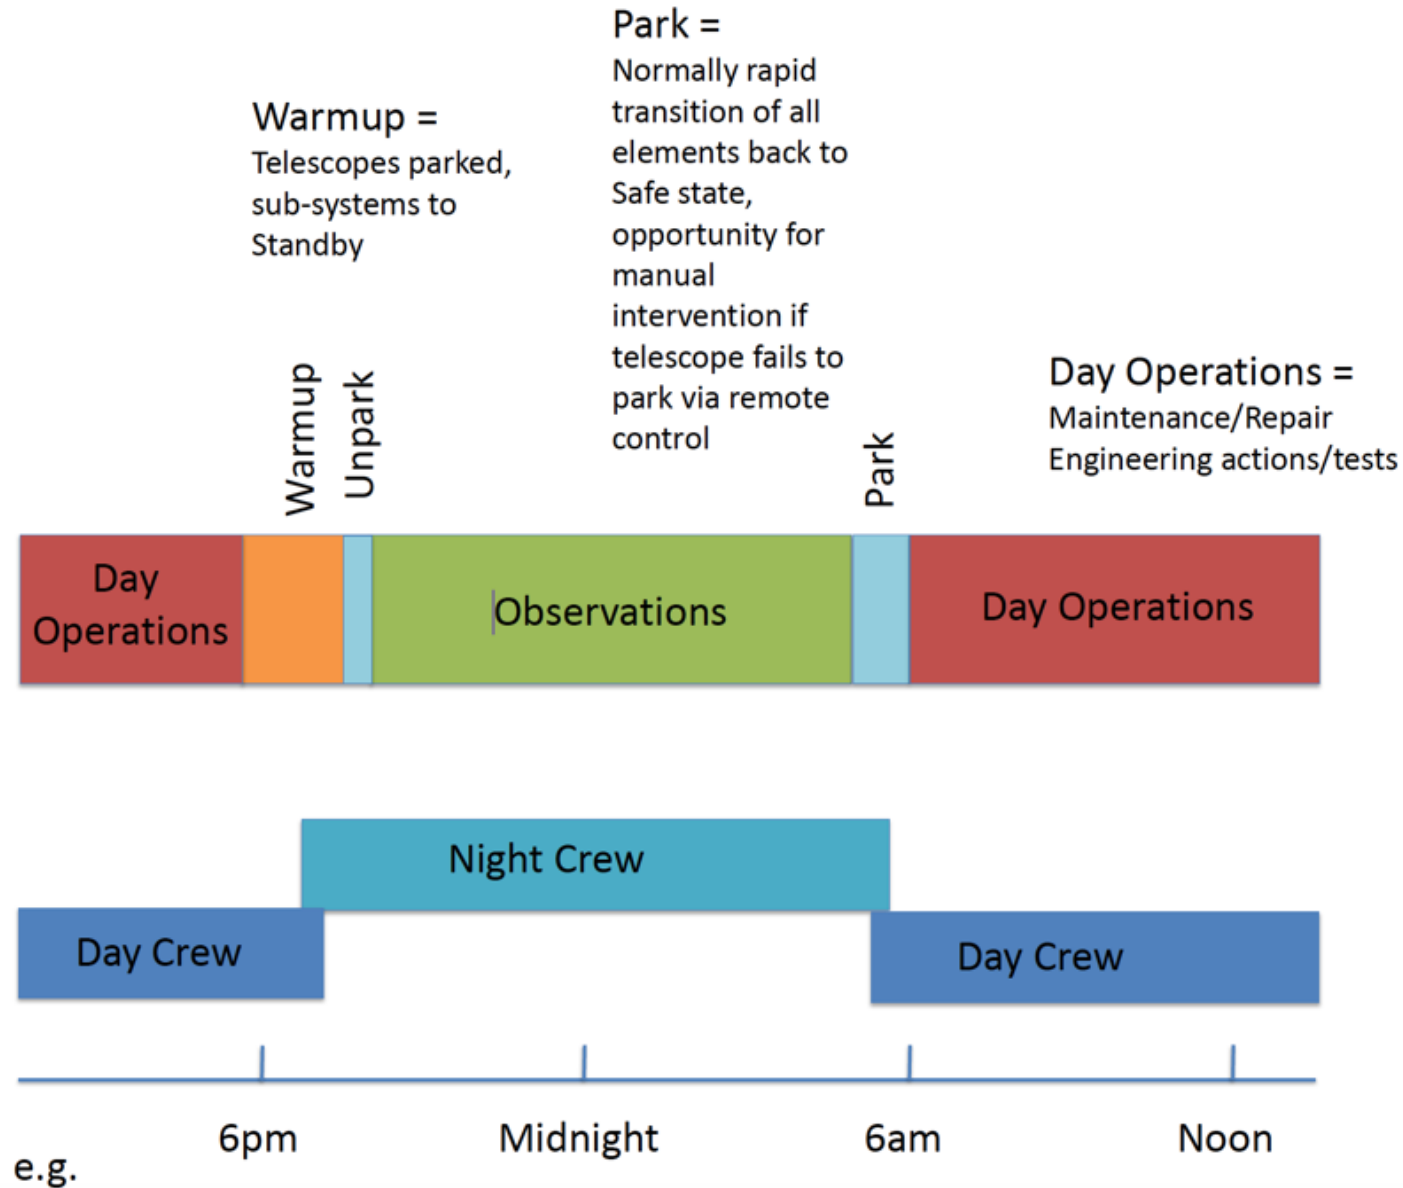 Park =
Normally rapid
transition of all
elements back to
Safe state,
opportunity for
manual
intervention if
telescope fails to
park via remote
control
Warmup =
Telescopes parked,
sub-systems to
Standby
Day Operations =
Maintenance/Repair
Engineering actions/tests
Warmup
Unpark
Park
Day
Operations
Observations
Day Operations
Night Crew
Day Crew
Day Crew
6pm
Midnight
6am
Noon
e.g.